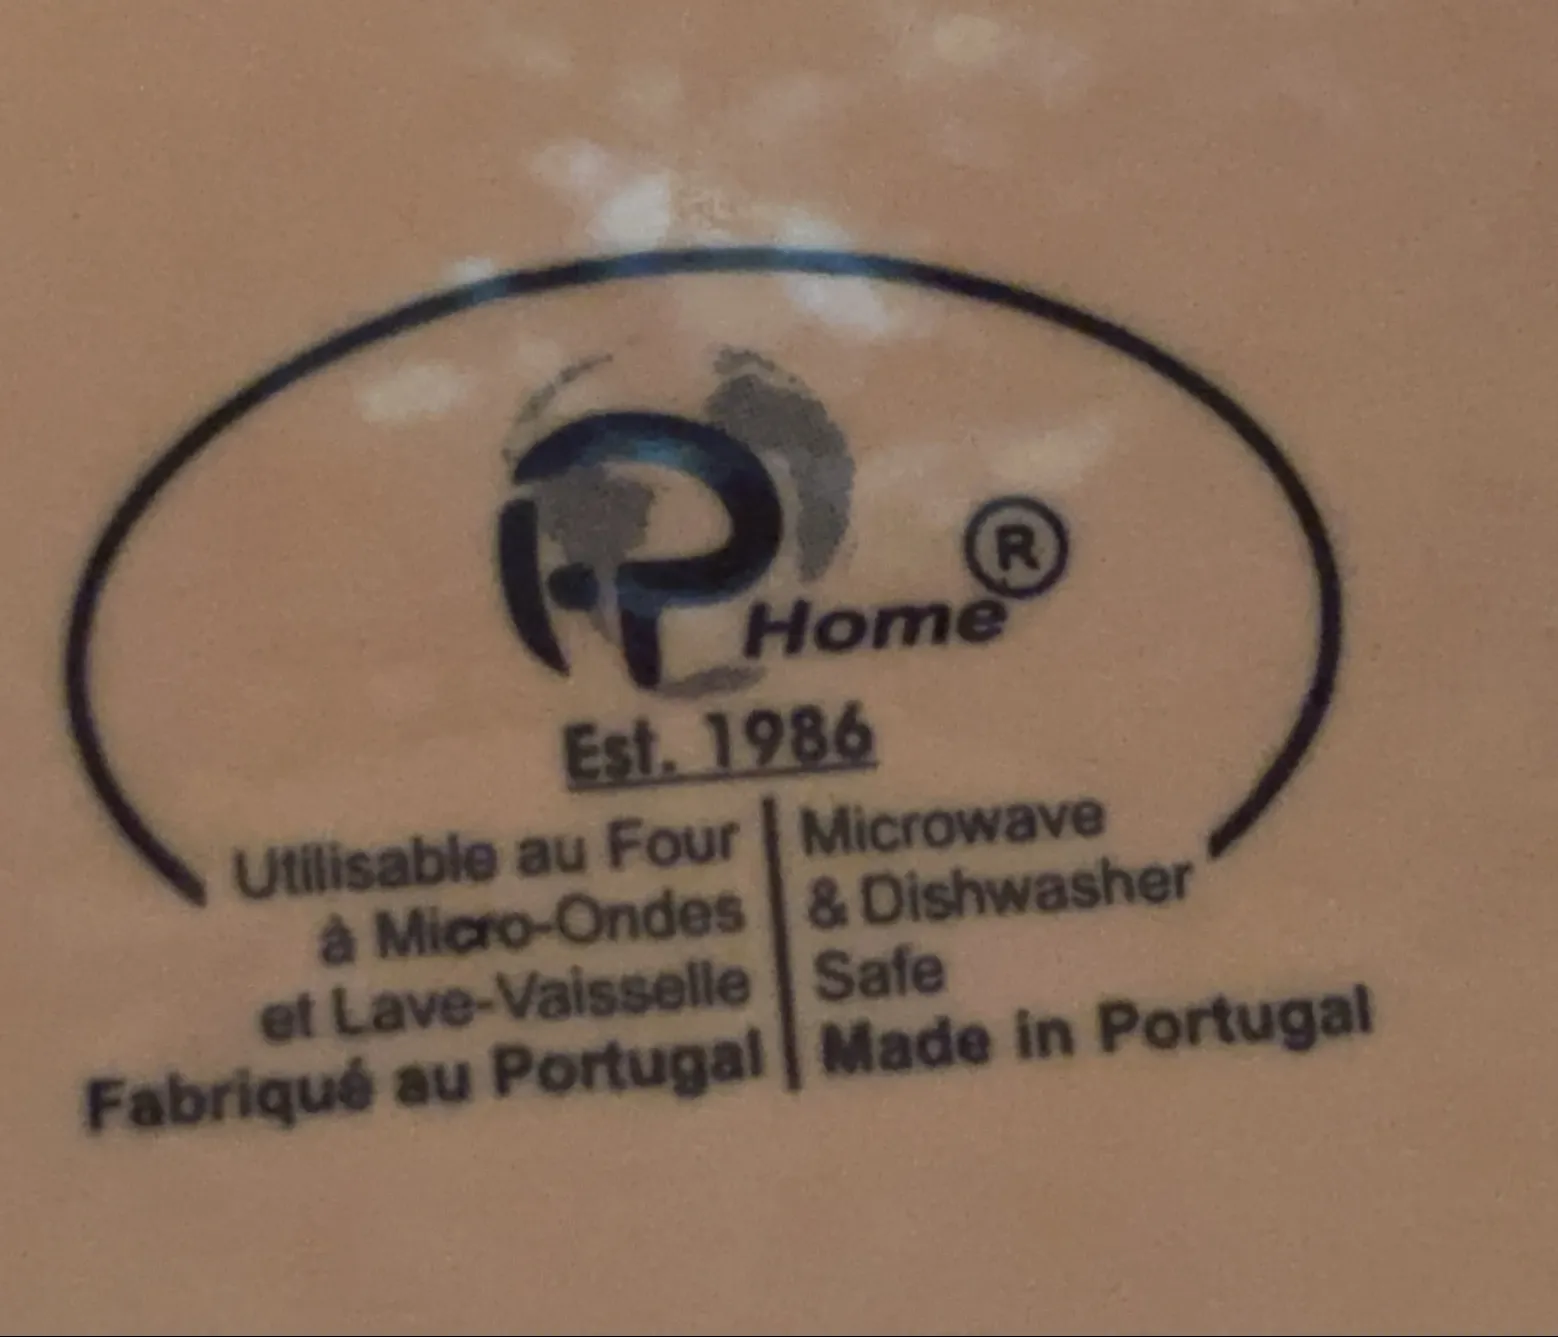 P Home ®
Est. 1986
Utilisable au Four
à Micro-Ondes
et Lave-Vaisselle
Fabriqué au Portugal
Microwave
& Dishwasher
Safe
Made in Portugal